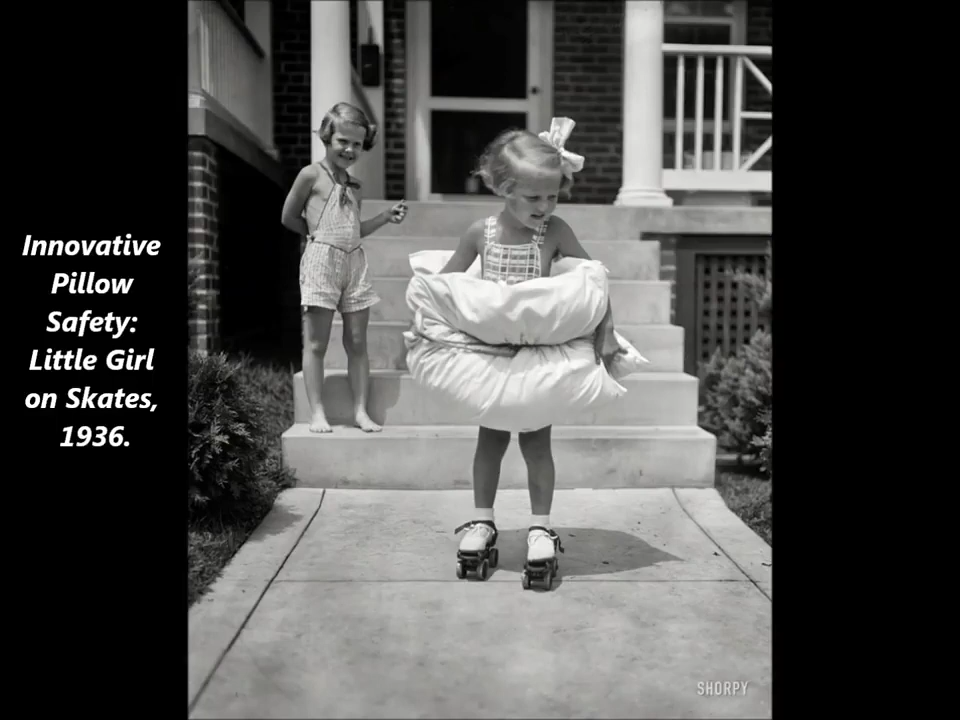 Innovative
Pillow
Safety:
Little Girl
on Skates,
1936.
SHORPY